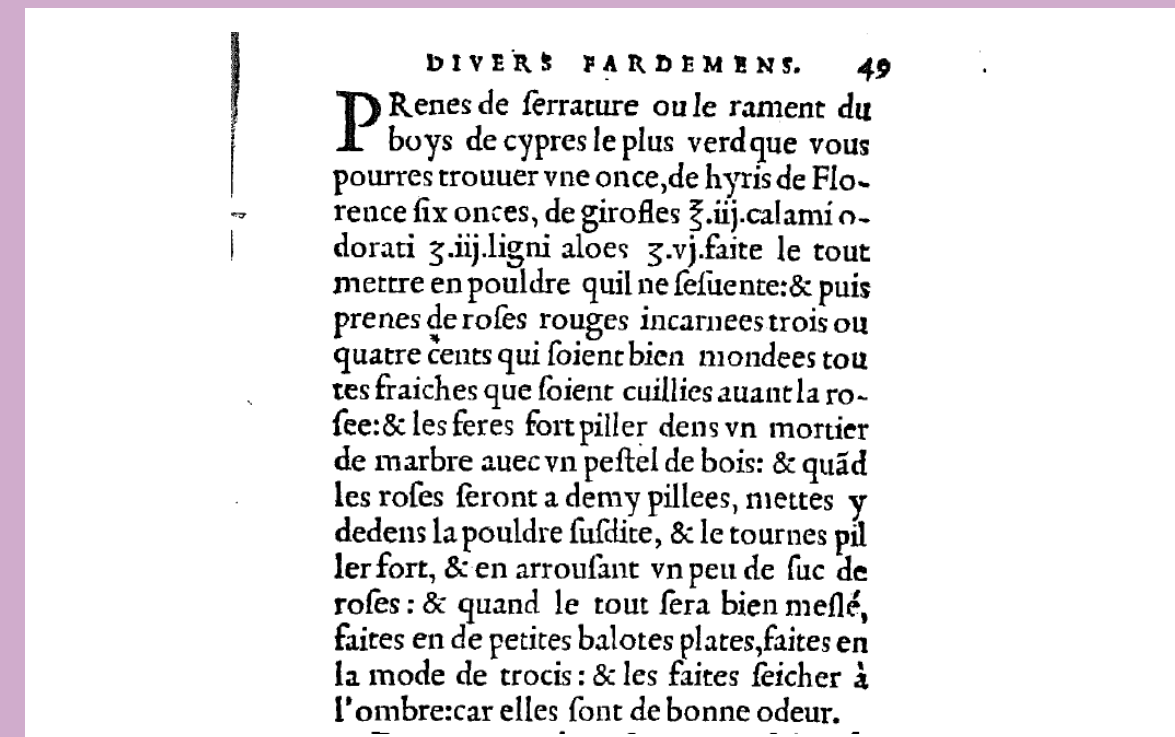 DIVERS FARDEMENS. 49
PRenes de ſerrature ou le rament du
boys de cypres le plus verd que vous
pourres trouuer vne once,de hyris de Flo-
rence ſix onces, de girofles ℥.iij.calami o-
dorati ʒ.iij.ligni aloes ʒ.vj.faite le tout
mettre en pouldre quil ne ſeſuente:& puis
prenes de roſes rouges incarnees trois ou
quatre cents qui ſoient bien mondees tou
tes fraiches que ſoient cuillies auant la ro-
ſee:& les feres fort piller dens vn mortier
de marbre auec vn peſtel de bois: & quãd
les roſes ſeront a demy pillees, mettes y
dedens la pouldre ſuſdite, & le tournes pil
ler fort, & en arrouſant vn peu de ſuc de
roſes : & quand le tout ſera bien meſlé,
faites en de petites balotes plates,faites en
la mode de trocis : & les faites ſeicher à
l'ombre:car elles ſont de bonne odeur.